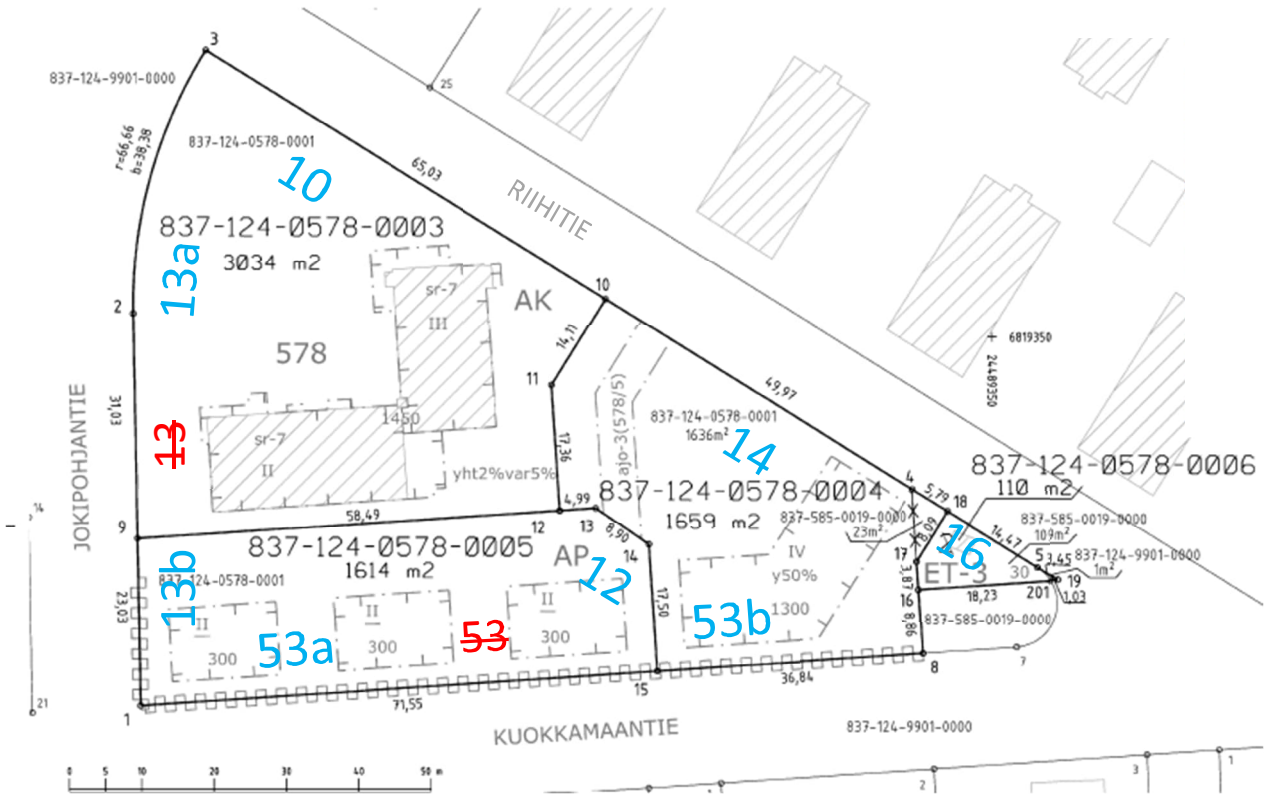 3
837-124-9901-0000
25
r=66,66
b=38,38
837-124-0578-0001
65,03
10
RIIHITIE
837-124-0578-0003
3034 m2
13a
sr-7
III
AK
10
2
578
14,71
11
6819350
24489350
JOKIPOHJANTIE
31,03
1450
13
sr-7
II
yht2%var5%
17,36
ajo-3(578/5)
49,97
837-124-0578-0001
1636m²
14
837-124-0578-0006
110 m2
4
5,79
18
837-124-0578-0004
1659 m2
837-585-0019-0000
23m²
8,09
14,47
837-585-0019-0000
109m²
16
14
9
58,49
4,99
12
13
8,90
14
837-124-0578-0005
1614 m2
AP
12
IV
y50%
17
3,87
ET-3
30
5
3,45
837-124-9901-0000
1m²
19
1,03
201
18,23
16
13b
837-124-0578-0001
23,03
II
300
53a
II
300
53
II
300
17,50
53b
1300
8,86
837-585-0019-0000
8
7
21
1
71,55
15
36,84
KUOKKAMAANTIE
837-124-9901-0000
0 5 10 20 30 40 50 m
2
3
1